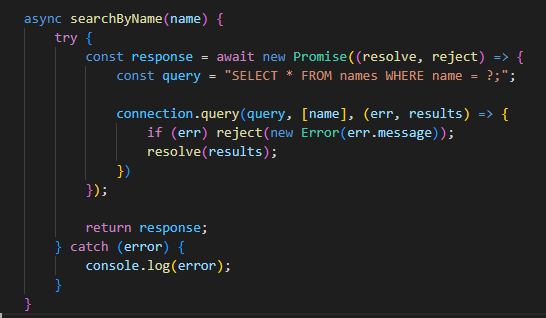 async searchByName(name) {
try {
const response = await new Promise((resolve, reject) => {
const query = "SELECT * FROM names WHERE name = ?;";
connection.query(query, [name], (err, results) => {
if (err) reject(new Error(err.message));
resolve(results);
})
});
return response;
} catch (error) {
console.log(error);
}
}